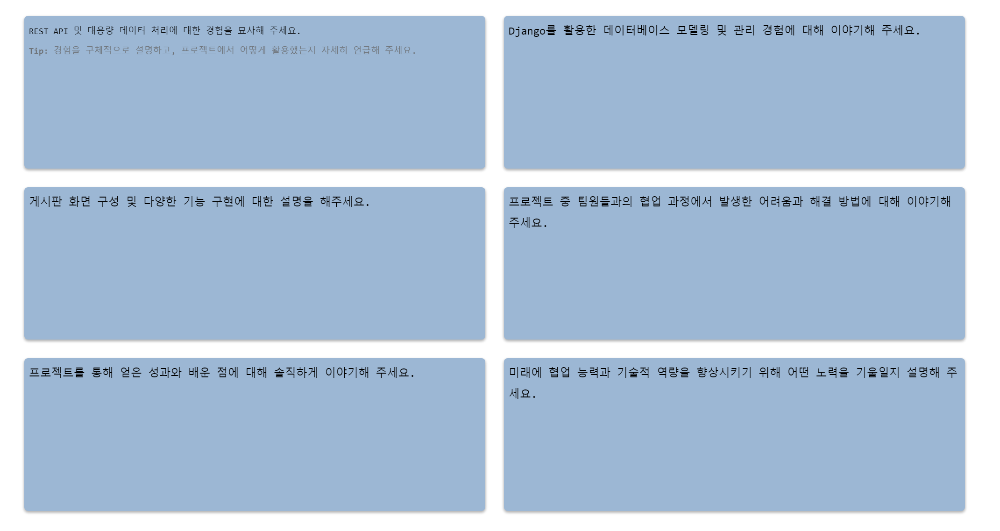 REST API 및 대용량 데이터 처리에 대한 경험을 묘사해 주세요.
Tip: 경험을 구체적으로 설명하고, 프로젝트에서 어떻게 활용했는지 자세히 언급해 주세요.
Django를 활용한 데이터베이스 모델링 및 관리 경험에 대해 이야기해 주세요.
게시판 화면 구성 및 다양한 기능 구현에 대한 설명을 해주세요.
프로젝트 중 팀원들과의 협업 과정에서 발생한 어려움과 해결 방법에 대해 이야기해
주세요.
프로젝트를 통해 얻은 성과와 배운 점에 대해 솔직하게 이야기해 주세요.
미래에 협업 능력과 기술적 역량을 향상시키기 위해 어떤 노력을 기울일지 설명해 주
세요.